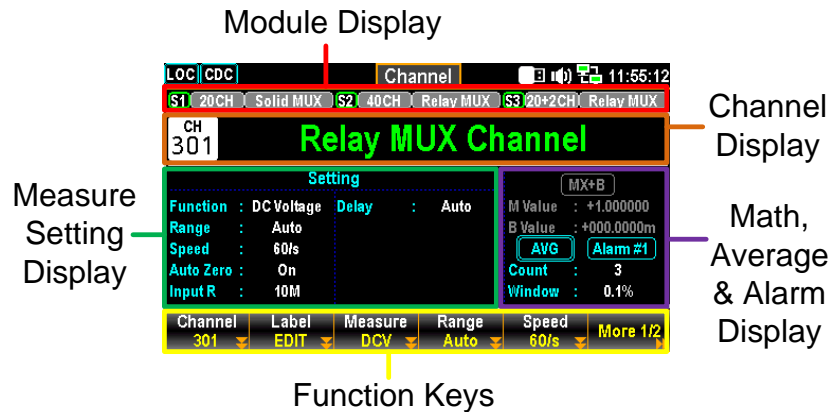 Module Display
LOC CDC Channel 11:55:12
S1 20CH Solid MUX S2 40CH Relay MUX S3 20+2CH Relay MUX
Channel Display
CH 301 Relay MUX Channel
Measure Setting Display
Setting
Function : DC Voltage Delay : Auto
Range : Auto
Speed : 60/s
Auto Zero : On
Input R : 10M
MX+B
M Value : +1.000000
B Value : +000.0000m
AVG Alarm #1
Count : 3
Window : 0.1%
Math, Average & Alarm Display
Channel Label Measure Range Speed More 1/2
301 EDIT DCV Auto 60/s
Function Keys